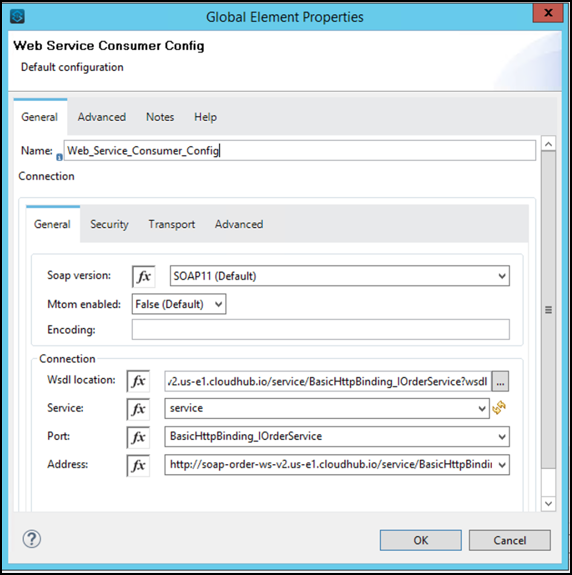 Global Element Properties
x
Web Service Consumer Config
Default configuration
General Advanced Notes Help
Name: Web_Service_Consumer_Config
Connection
General Security Transport Advanced
Soap version: fx SOAP11 (Default)
Mtom enabled: False (Default)
Encoding:
Connection
Wsdl location: fx v2.us-e1.cloudhub.io/service/BasicHttpBinding_IOrderService?wsdl ...
Service: fx service
Port: fx BasicHttpBinding_IOrderService
Address: fx http://soap-order-ws-v2.us-e1.cloudhub.io/service/BasicHttpBindin
? OK Cancel